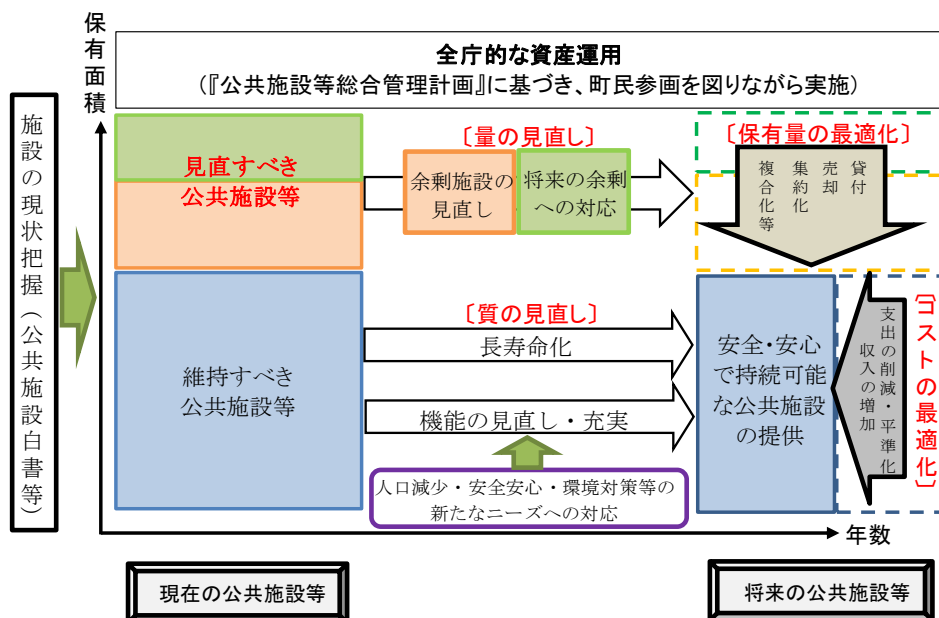 保有面積
全庁的な資産運用
(『公共施設等総合管理計画』に基づき、町民参画を図りながら実施)
施設の現状把握(公共施設白書等)
見直すべき
公共施設等
〔量の見直し〕
余剰施設の
見直し
将来の余剰
への対応
〔保有量の最適化〕
貸付
売却
集約化
複合化等
維持すべき
公共施設等
〔質の見直し〕
長寿命化
機能の見直し・充実
人口減少・安全安心・環境対策等の
新たなニーズへの対応
安全・安心
で持続可能
な公共施設
の提供
支出の削減・平準化
収入の増加
〔コストの最適化〕
年数
現在の公共施設等
将来の公共施設等